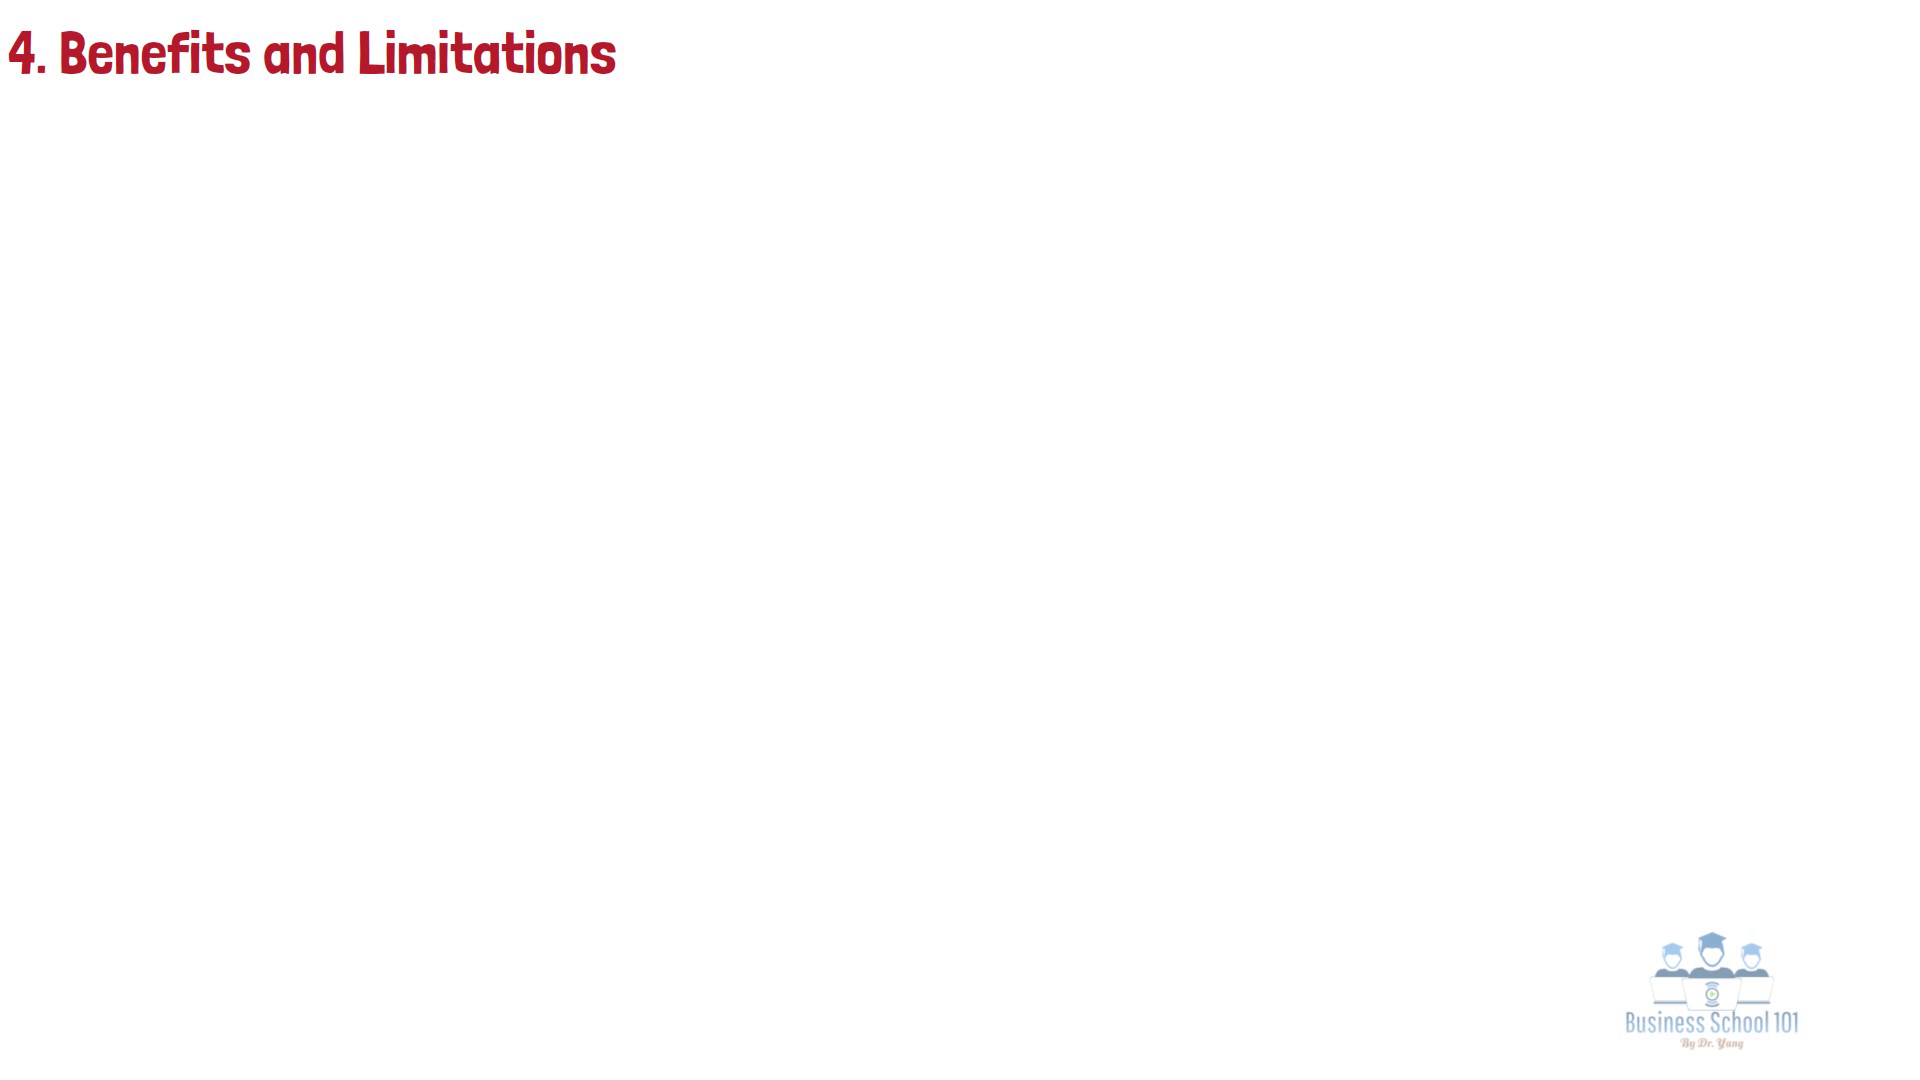 4. Benefits and Limitations
Business School 101
By Dr. Yang